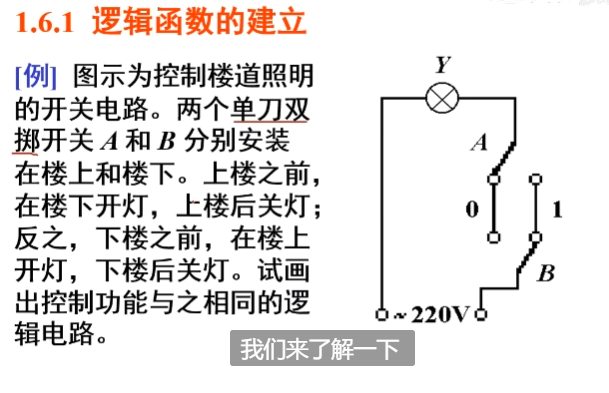 1.6.1 逻辑函数的建立
[例] 图示为控制楼道照明
的开关电路。两个单刀双
掷开关 A 和 B 分别安装
在楼上和楼下。上楼之前，
在楼下开灯，上楼后关灯；
反之，下楼之前，在楼上
开灯，下楼后关灯。试画
出控制功能与之相同的逻
辑电路。
Y
A
0
1
B
~220V
我们来了解一下